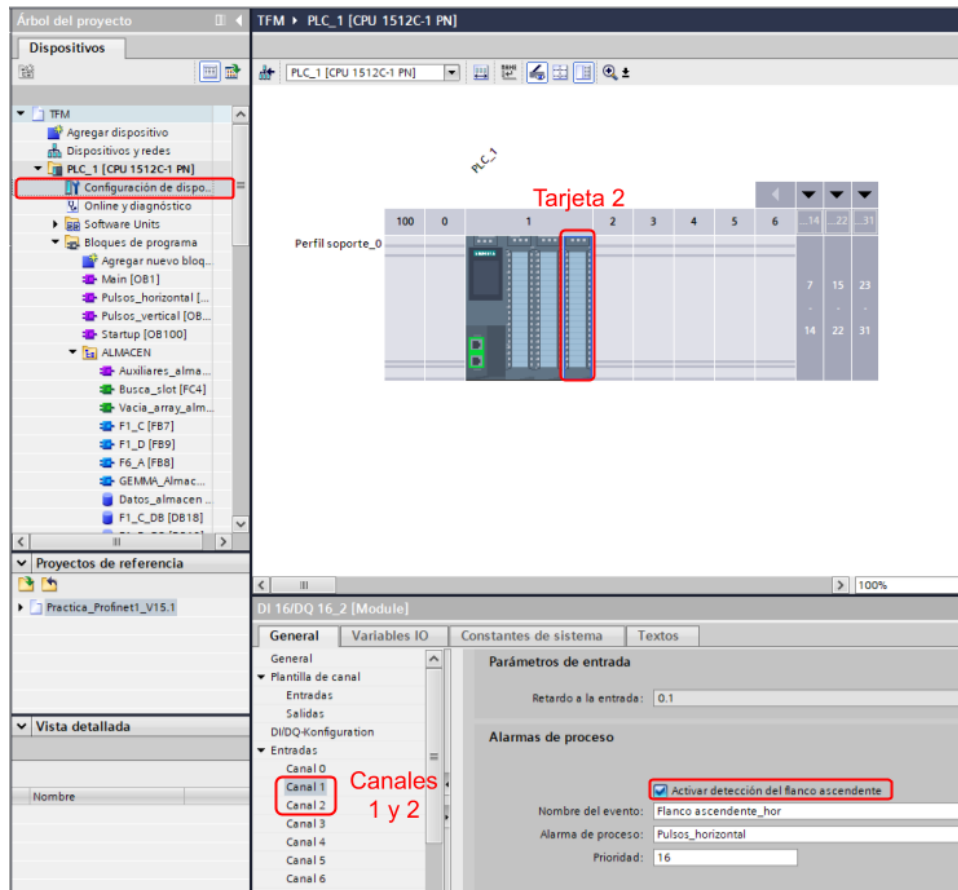 Árbol del proyecto
Dispositivos
TFM
Agregar dispositivo
Dispositivos y redes
PLC_1 [CPU 1512C-1 PN]
Configuración de dispo..
Online y diagnóstico
Software Units
Bloques de programa
Agregar nuevo bloq..
Main [OB1]
Pulsos_horizontal [...
Pulsos_vertical [OB...
Startup [OB100]
ALMACEN
Auxiliares_alma...
Busca_slot [FC4]
Vacia_array_alm..
F1_C [FB7]
F1_D [FB9]
F6_A [FB8]
GEMMA_Almac...
Datos_almacen ..
F1_C_DB [DB18]
Proyectos de referencia
Practica_Profinet1_V15.1
Vista detallada
Nombre
TFM PLC_1 [CPU 1512C-1 PN]
PLC_1 [CPU 1512C-1 PN]
PLC_1
Tarjeta 2
100 0 1 2 3 4 5 6 ...14 ...22 ...31
Perfil soporte_0
7 15 23
14 22 31
100%
DI 16/DQ 16_2 [Module]
General Variables IO Constantes de sistema Textos
General
Plantilla de canal
Entradas
Salidas
DI/DQ-Konfiguration
Entradas
Canal 0
Canal 1
Canal 2
Canal 3
Canal 4
Canal 5
Canal 6
Canales
1 y 2
Parámetros de entrada
Retardo a la entrada: 0.1
Alarmas de proceso
Activar detección del flanco ascendente
Nombre del evento: Flanco ascendente_hor
Alarma de proceso: Pulsos_horizontal
Prioridad: 16